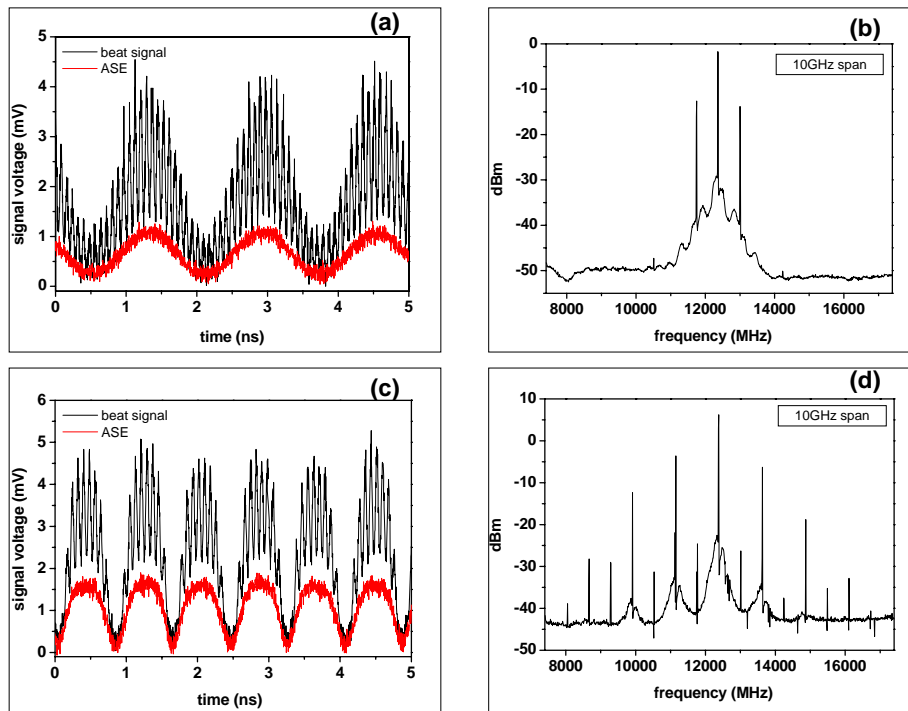 (a)
beat signal
ASE
5
4
3
2
1
0
signal voltage (mV)
0 1 2 3 4 5
time (ns)
(b)
10GHz span
0
-10
-20
-30
-40
-50
dBm
8000 10000 12000 14000 16000
frequency (MHz)
(c)
beat signal
ASE
6
5
4
3
2
1
0
signal voltage (mV)
0 1 2 3 4 5
time (ns)
(d)
10GHz span
10
0
-10
-20
-30
-40
-50
dBm
8000 10000 12000 14000 16000
frequency (MHz)